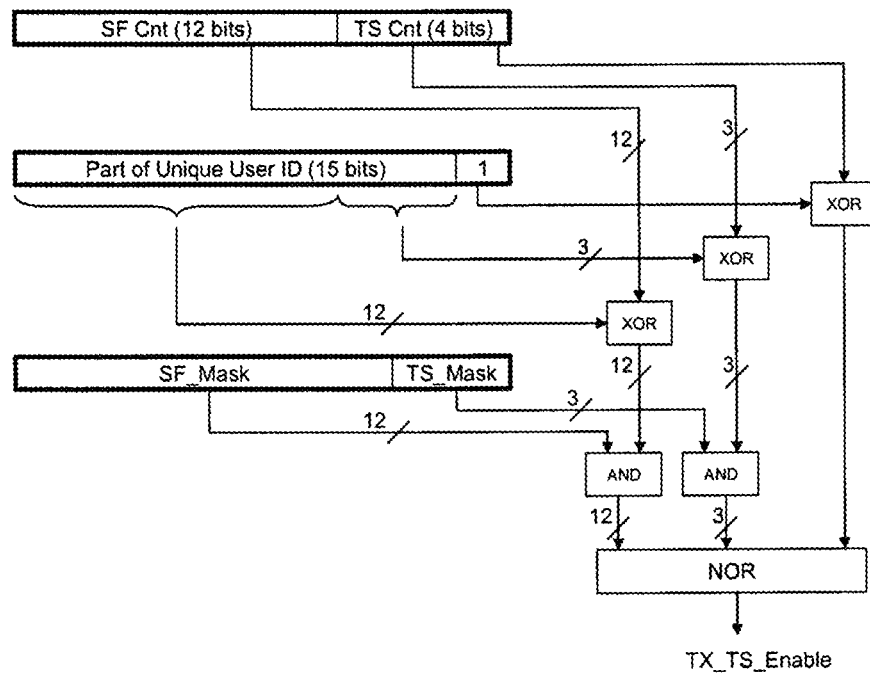 SF Cnt (12 bits) TS Cnt (4 bits)
12 3
Part of Unique User ID (15 bits) 1
XOR
3
XOR
12
XOR
SF_Mask TS_Mask
12 3
3
12
AND AND
12 3
NOR
TX_TS_Enable